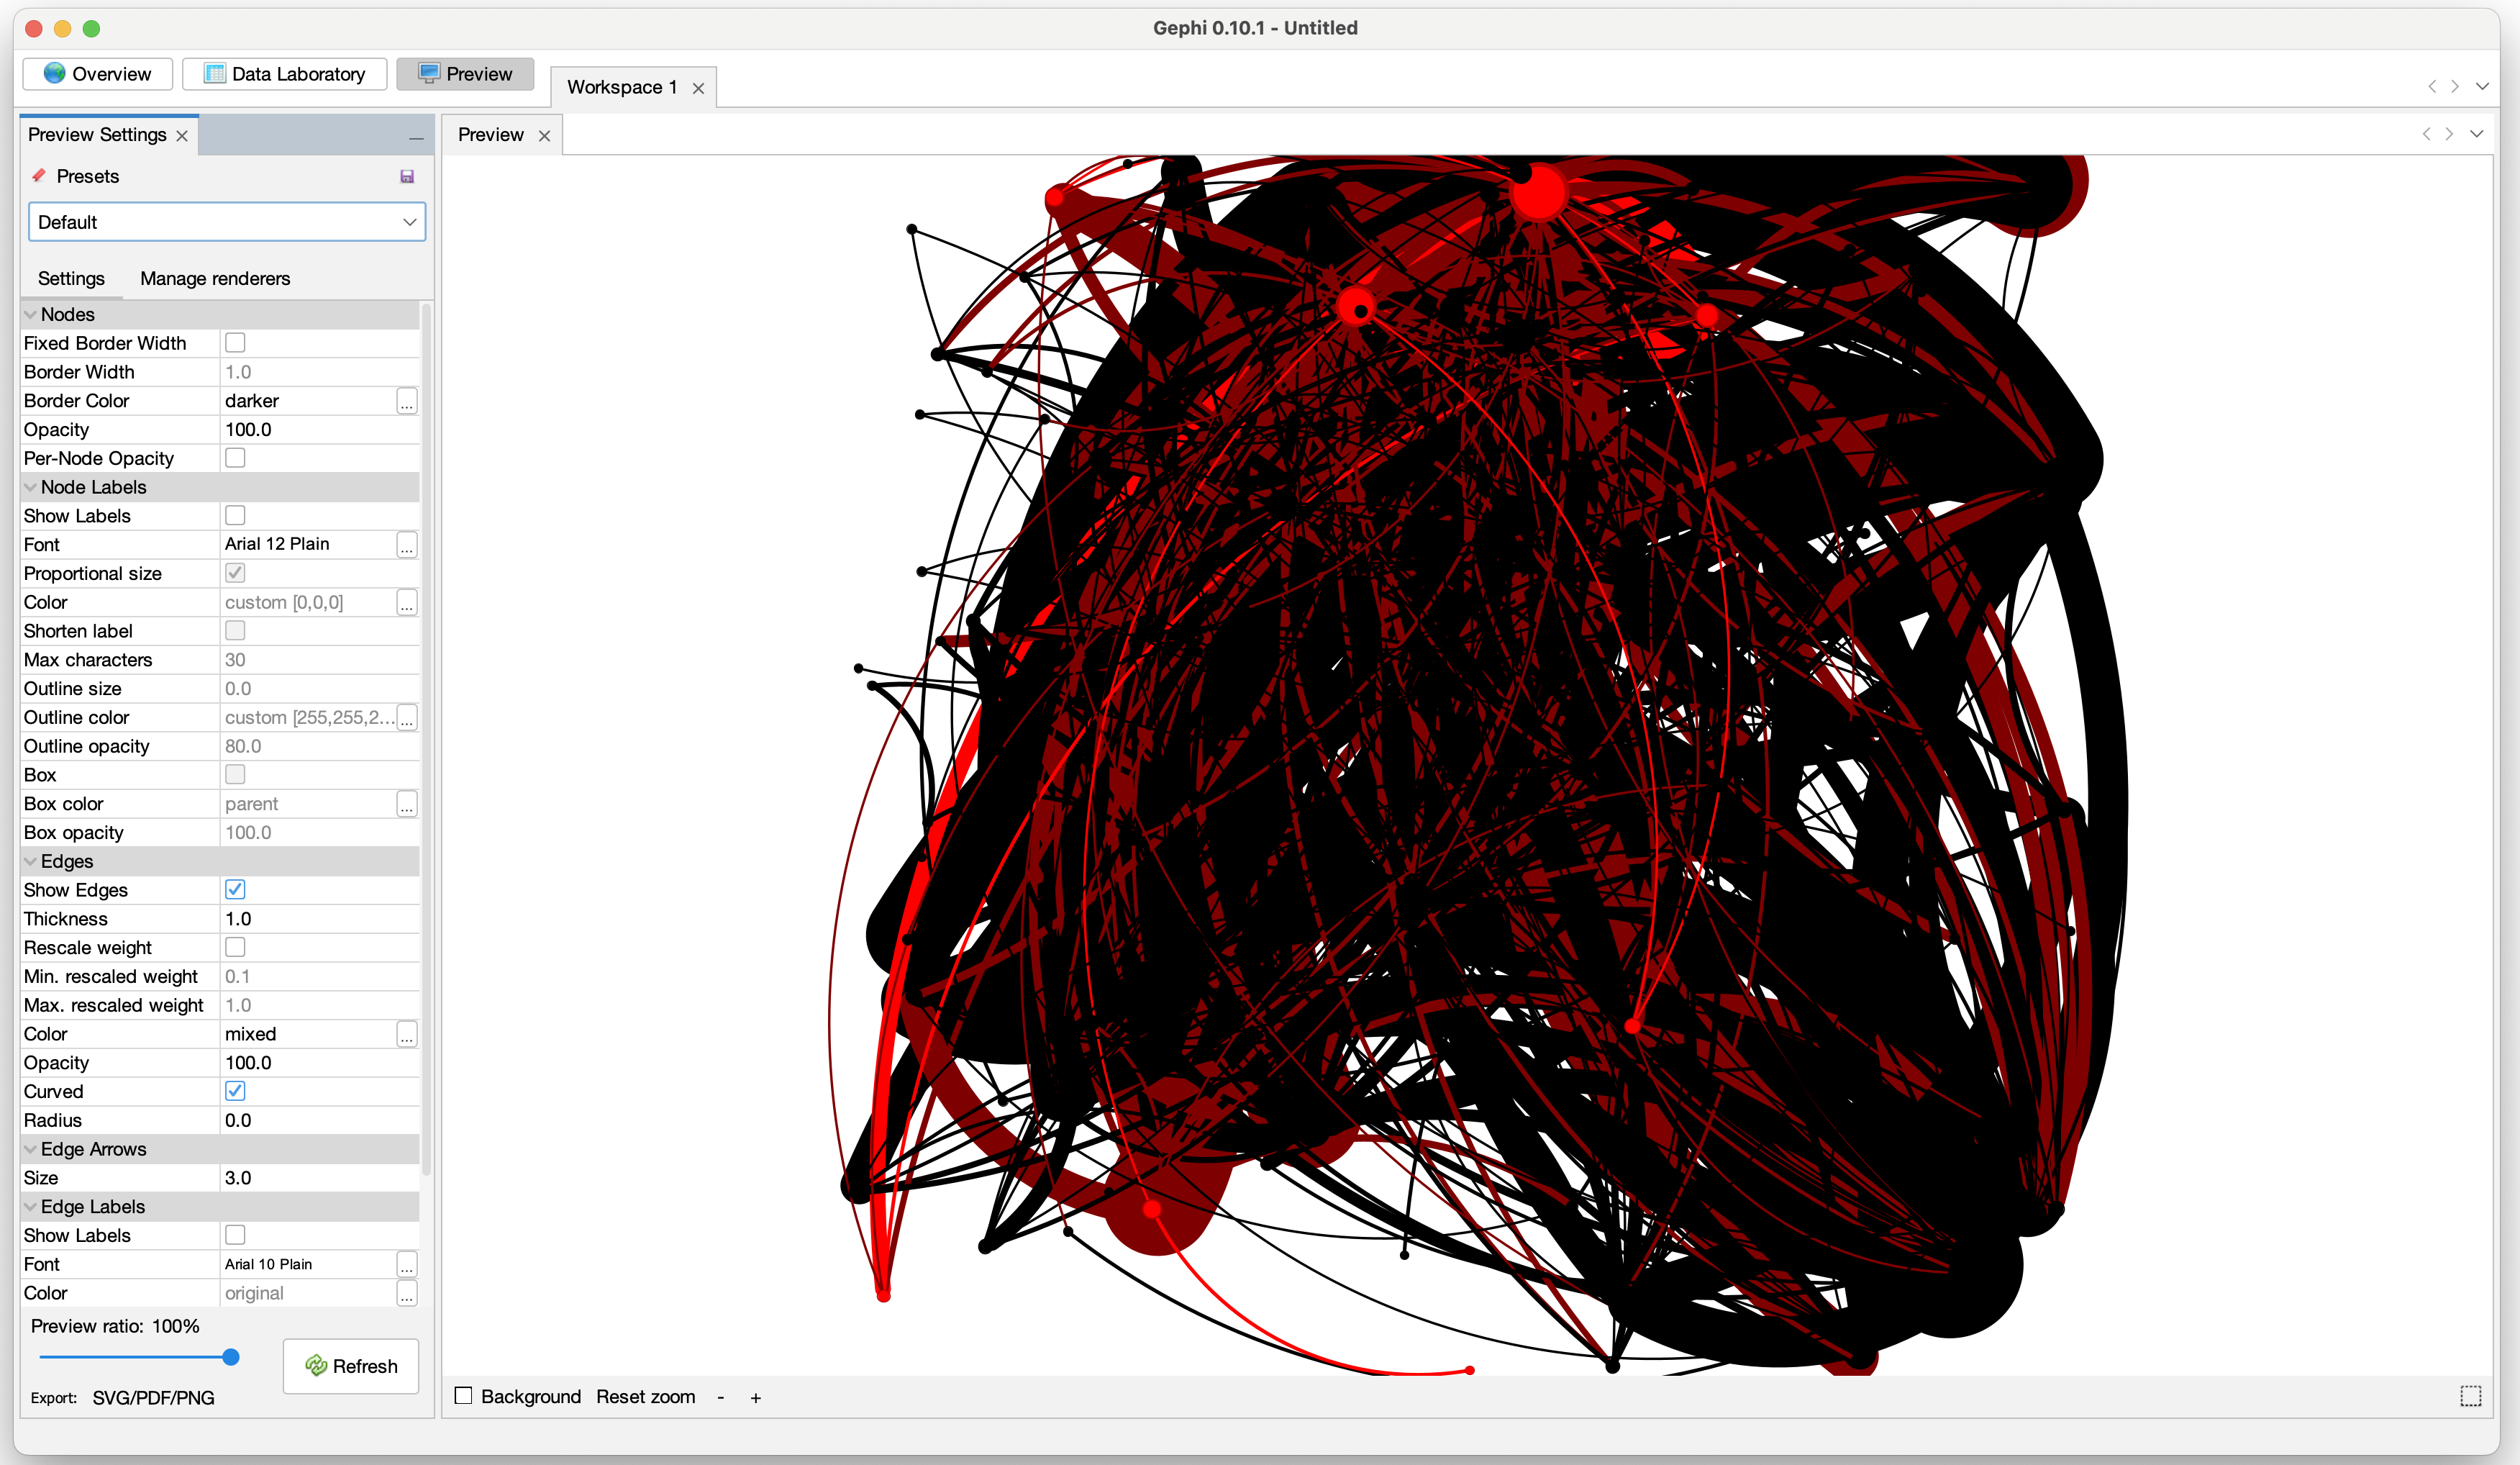 Gephi 0.10.1 - Untitled
Overview
Data Laboratory
Preview
Workspace 1
Preview Settings
Preview
Presets
Default
Settings
Manage renderers
Nodes
Fixed Border Width
Border Width 1.0
Border Color darker ...
Opacity 100.0
Per-Node Opacity
Node Labels
Show Labels
Font Arial 12 Plain ...
Proportional size
Color custom [0,0,0] ...
Shorten label
Max characters 30
Outline size 0.0
Outline color custom [255,255,2... ...
Outline opacity 80.0
Box
Box color parent ...
Box opacity 100.0
Edges
Show Edges
Thickness 1.0
Rescale weight
Min. rescaled weight 0.1
Max. rescaled weight 1.0
Color mixed ...
Opacity 100.0
Curved
Radius 0.0
Edge Arrows
Size 3.0
Edge Labels
Show Labels
Font Arial 10 Plain ...
Color original ...
Preview ratio: 100%
Refresh
Export: SVG/PDF/PNG
Background Reset zoom - +